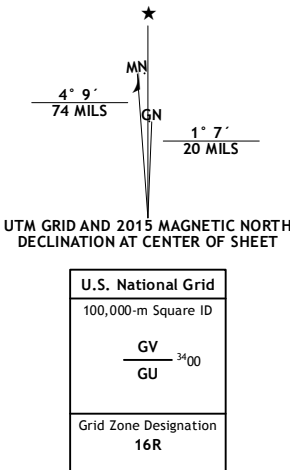 ★
MN
GN
4° 9´
74 MILS
1° 7´
20 MILS
UTM GRID AND 2015 MAGNETIC NORTH
DECLINATION AT CENTER OF SHEET
U.S. National Grid
100,000-m Square ID
GV
3400
GU
Grid Zone Designation
16R